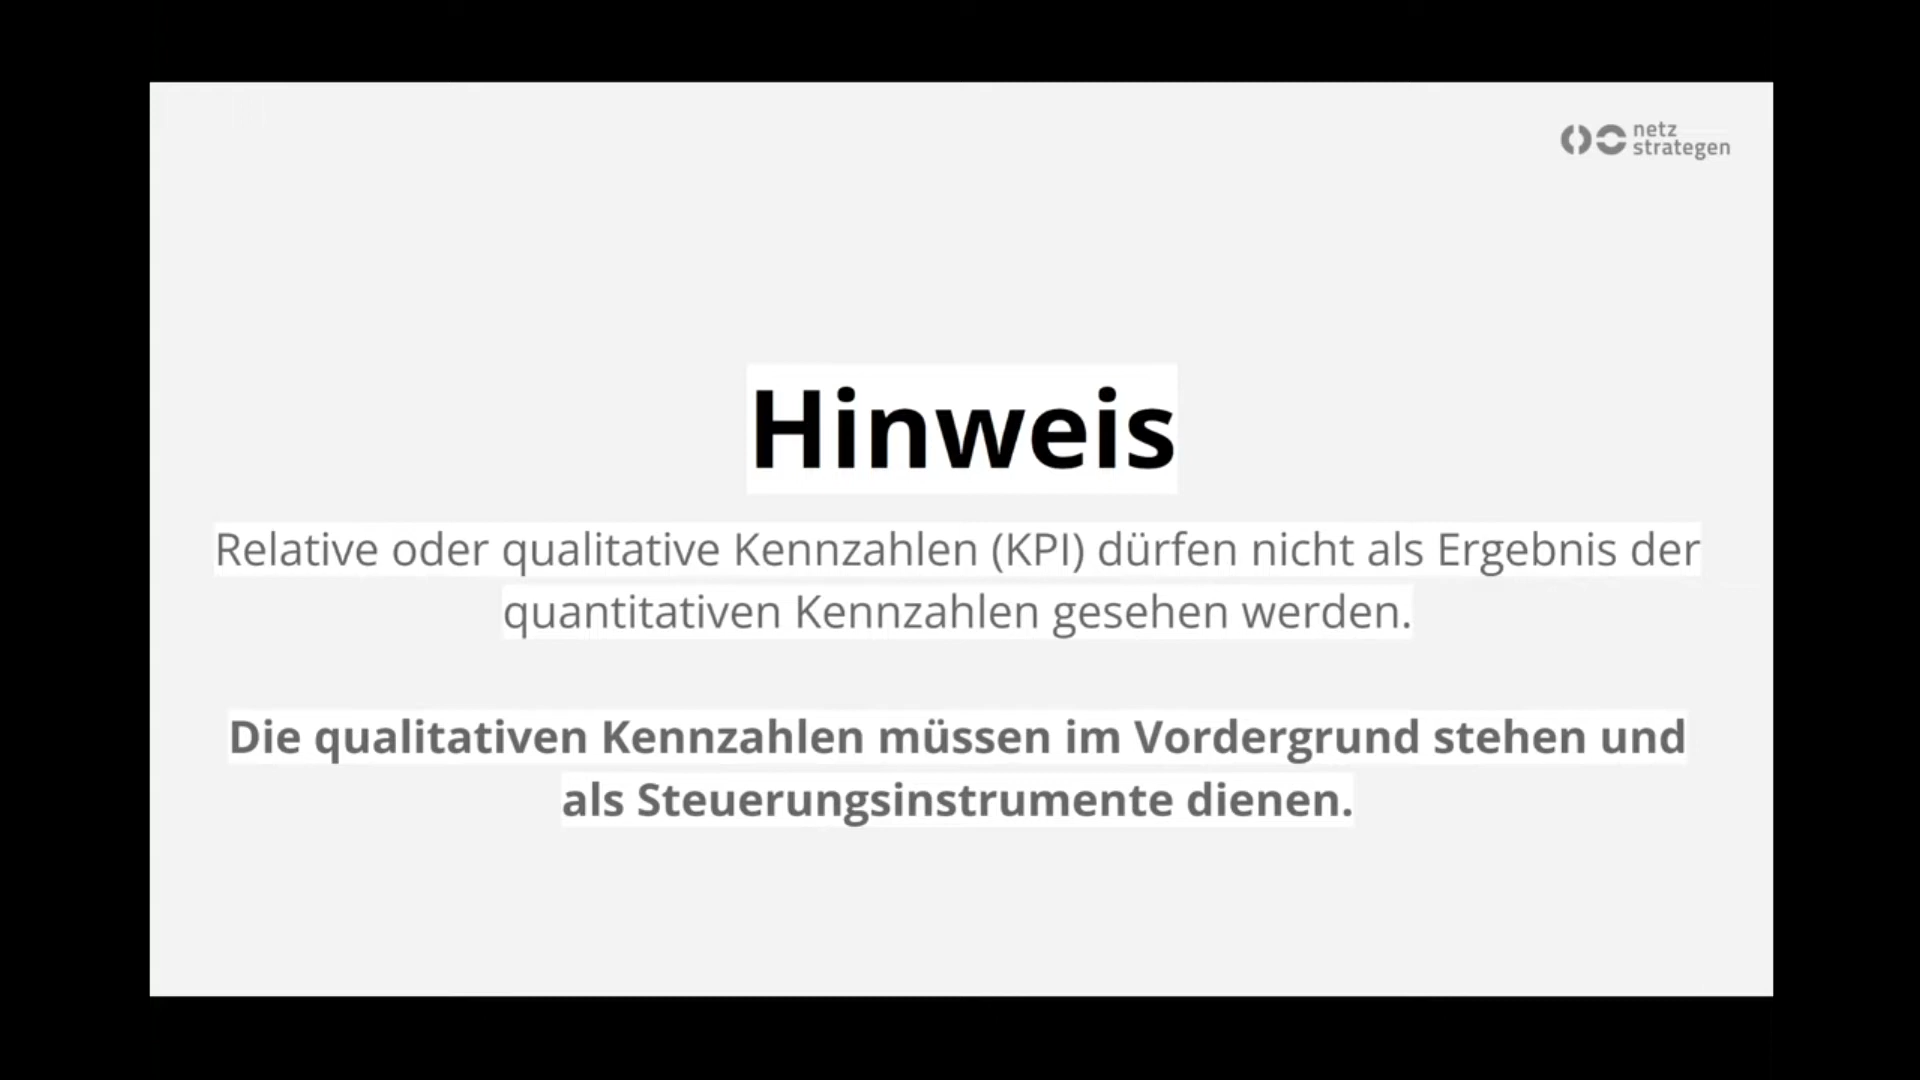 netz
strategen
Hinweis
Relative oder qualitative Kennzahlen (KPI) dürfen nicht als Ergebnis der
quantitativen Kennzahlen gesehen werden.
Die qualitativen Kennzahlen müssen im Vordergrund stehen und
als Steuerungsinstrumente dienen.